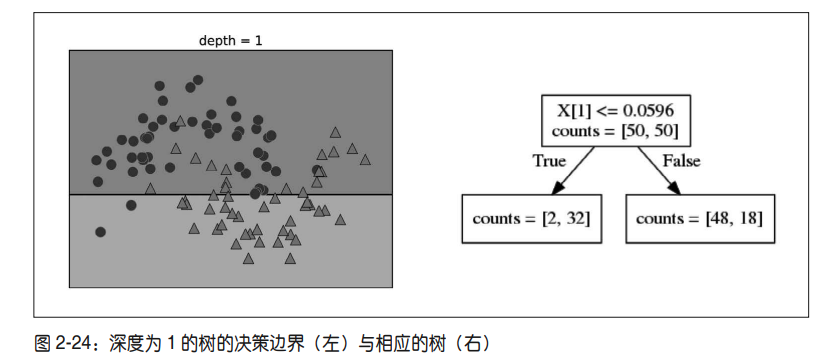 depth = 1
X[1] <= 0.0596
counts = [50, 50]
True
False
counts = [2, 32]
counts = [48, 18]
图 2-24：深度为 1 的树的决策边界（左）与相应的树（右）